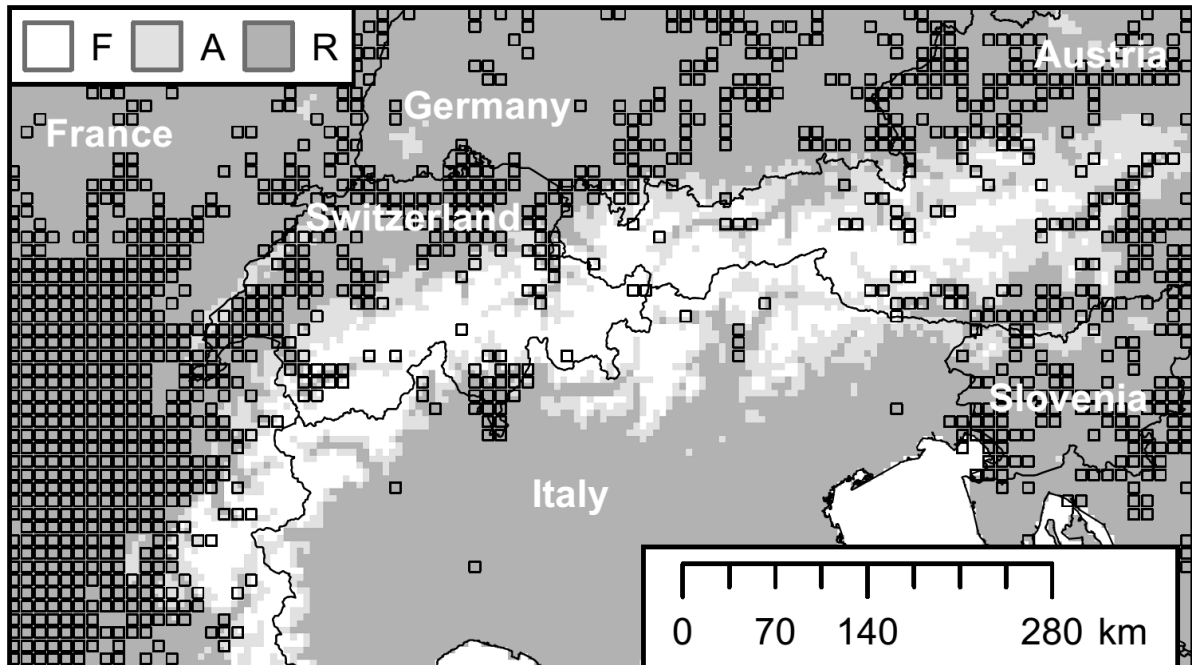 F A R
Austria
Germany
France
Switzerland
Slovenia
Italy
0 70 140 280 km